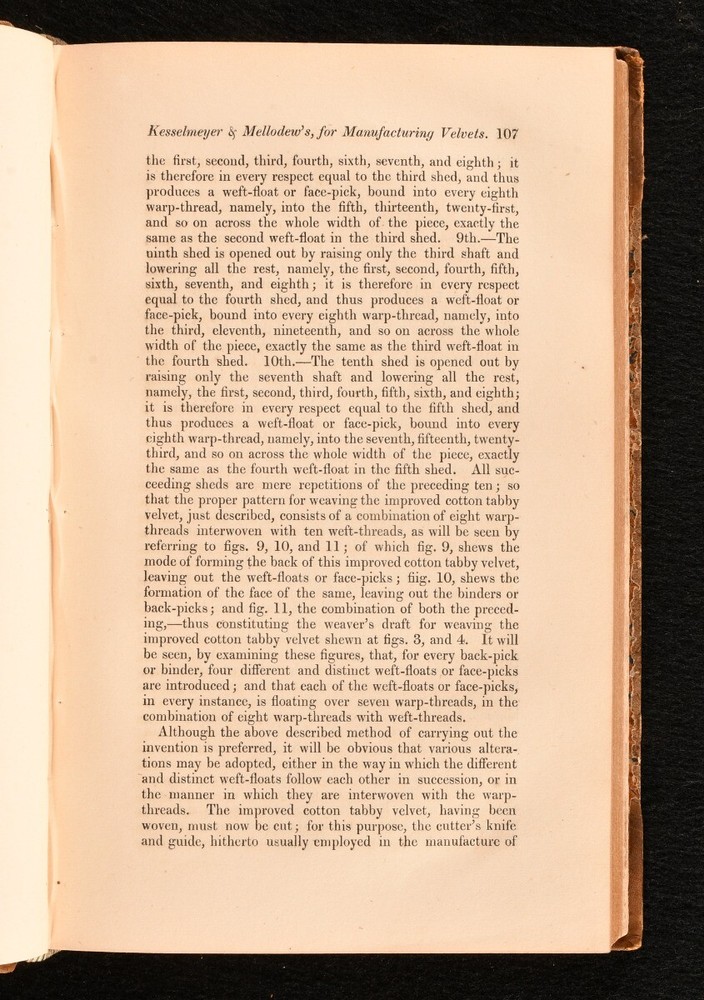 Kesselmeyer & Mellodew's, for Manufacturing Velvets. 107
the first, second, third, fourth, sixth, seventh, and eighth; it
is therefore in every respect equal to the third shed, and thus
produces a weft-float or face-pick, bound into every eighth
warp-thread, namely, into the fifth, thirteenth, twenty-first,
and so on across the whole width of the piece, exactly the
same as the second weft-float in the third shed. 9th.—The
ninth shed is opened out by raising only the third shaft and
lowering all the rest, namely, the first, second, fourth, fifth,
sixth, seventh, and eighth; it is therefore in every respect
equal to the fourth shed, and thus produces a weft-float or
face-pick, bound into every eighth warp-thread, namely, into
the third, eleventh, nineteenth, and so on across the whole
width of the piece, exactly the same as the third weft-float in
the fourth shed. 10th.—The tenth shed is opened out by
raising only the seventh shaft and lowering all the rest,
namely, the first, second, third, fourth, fifth, sixth, and eighth;
it is therefore in every respect equal to the fifth shed, and
thus produces a weft-float or face-pick, bound into every
eighth warp-thread, namely, into the seventh, fifteenth, twenty-
third, and so on across the whole width of the piece, exactly
the same as the fourth weft-float in the fifth shed. All suc-
ceeding sheds are mere repetitions of the preceding ten; so
that the proper pattern for weaving the improved cotton tabby
velvet, just described, consists of a combination of eight warp-
threads interwoven with ten weft-threads, as will be seen by
referring to figs. 9, 10, and 11; of which fig. 9, shews the
mode of forming the back of this improved cotton tabby velvet,
leaving out the weft-floats or face-picks; fiig. 10, shews the
formation of the face of the same, leaving out the binders or
back-picks; and fig. 11, the combination of both the preced-
ing,—thus constituting the weaver's draft for weaving the
improved cotton tabby velvet shewn at figs. 3, and 4. It will
be seen, by examining these figures, that, for every back-pick
or binder, four different and distinct weft-floats or face-picks
are introduced; and that each of the weft-floats or face-picks,
in every instance, is floating over seven warp-threads, in the
combination of eight warp-threads with weft-threads.
Although the above described method of carrying out the
invention is preferred, it will be obvious that various altera-
tions may be adopted, either in the way in which the different
and distinct weft-floats follow each other in succession, or in
the manner in which they are interwoven with the warp-
threads. The improved cotton tabby velvet, having been
woven, must now be cut; for this purpose, the cutter's knife
and guide, hitherto usually employed in the manufacture of